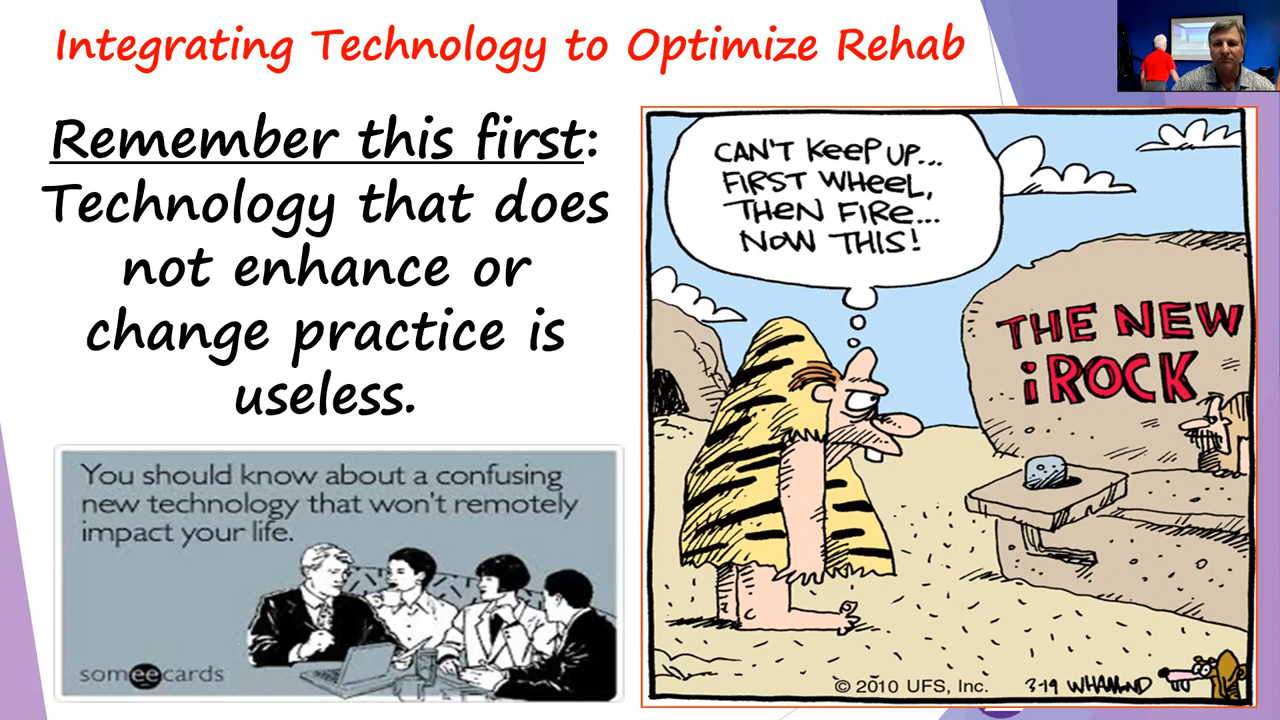 Integrating Technology to Optimize Rehab
Remember this first:
Technology that does
not enhance or
change practice is
useless.
You should know about a confusing
new technology that won't remotely
impact your life.
someecards
CAN'T KEEP UP...
FIRST WHEEL,
THEN FIRE...
NOW THIS!
THE NEW
iROCK
© 2010 UFS, Inc.
3-19 WHAMOND